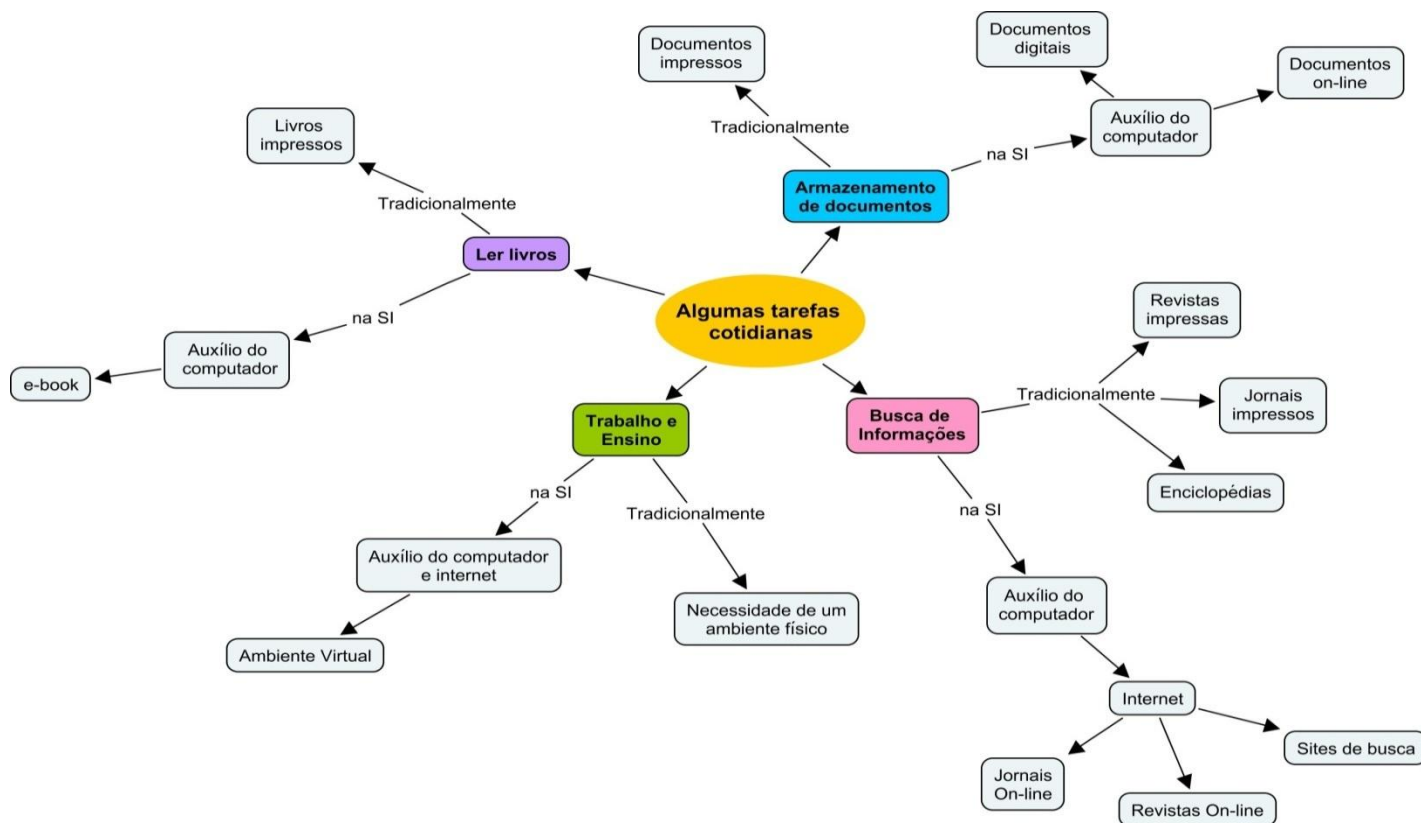 Algumas tarefas
cotidianas
Ler livros
Tradicionalmente
Livros
impressos
na SI
Auxílio do
computador
e-book
Armazenamento
de documentos
Tradicionalmente
Documentos
impressos
na SI
Auxílio do
computador
Documentos
digitais
Documentos
on-line
Busca de
Informações
Tradicionalmente
Revistas
impressas
Jornais
impressos
Enciclopédias
na SI
Auxílio do
computador
Internet
Jornais
On-line
Revistas On-line
Sites de busca
Trabalho e
Ensino
na SI
Auxílio do computador
e internet
Ambiente Virtual
Tradicionalmente
Necessidade de um
ambiente físico